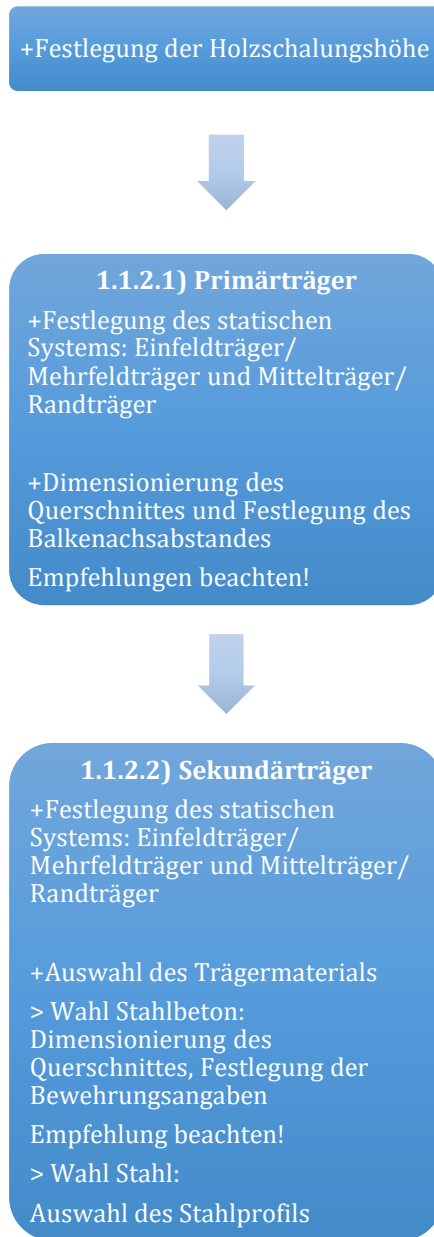 +Festlegung der Holzschalungshöhe
1.1.2.1) Primärträger
+Festlegung des statischen
Systems: Einfeldträger/
Mehrfeldträger und Mittelträger/
Randträger
+Dimensionierung des
Querschnittes und Festlegung des
Balkenachsabstandes
Empfehlungen beachten!
1.1.2.2) Sekundärträger
+Festlegung des statischen
Systems: Einfeldträger/
Mehrfeldträger und Mittelträger/
Randträger
+Auswahl des Trägermaterials
> Wahl Stahlbeton:
Dimensionierung des
Querschnittes, Festlegung der
Bewehrungsangaben
Empfehlung beachten!
> Wahl Stahl:
Auswahl des Stahlprofils